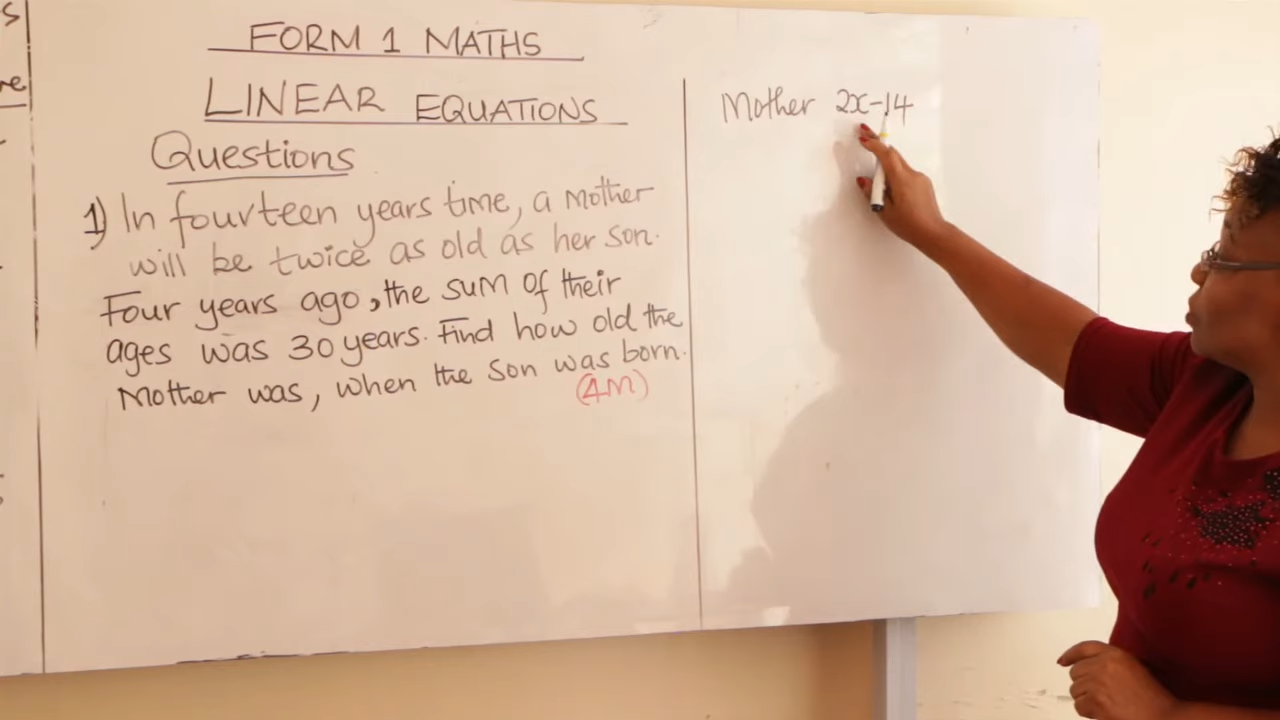 FORM 1 MATHS
LINEAR EQUATIONS
Questions
1) In fourteen years time, a Mother
will be twice as old as her son.
Four years ago, the sum of their
ages was 30 years. Find how old the
Mother was, when the Son was born.
(4M)
Mother 2x-14